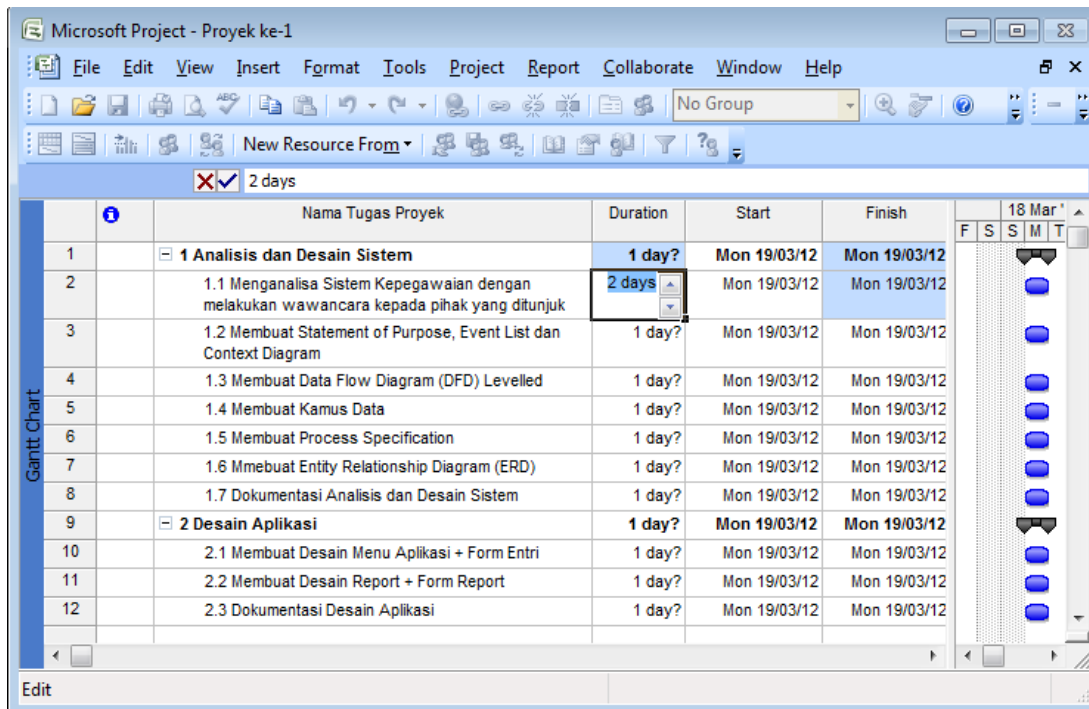 Microsoft Project - Proyek ke-1
File Edit View Insert Format Tools Project Report Collaborate Window Help
ABC No Group
New Resource From
2 days
Nama Tugas Proyek Duration Start Finish 18 Mar '
F S S M T
1 1 Analisis dan Desain Sistem 1 day? Mon 19/03/12 Mon 19/03/12
2 1.1 Menganalisa Sistem Kepegawaian dengan 2 days Mon 19/03/12 Mon 19/03/12
melakukan wawancara kepada pihak yang ditunjuk
3 1.2 Membuat Statement of Purpose, Event List dan 1 day? Mon 19/03/12 Mon 19/03/12
Context Diagram
4 1.3 Membuat Data Flow Diagram (DFD) Levelled 1 day? Mon 19/03/12 Mon 19/03/12
5 1.4 Membuat Kamus Data 1 day? Mon 19/03/12 Mon 19/03/12
6 1.5 Membuat Process Specification 1 day? Mon 19/03/12 Mon 19/03/12
7 1.6 Mmebuat Entity Relationship Diagram (ERD) 1 day? Mon 19/03/12 Mon 19/03/12
8 1.7 Dokumentasi Analisis dan Desain Sistem 1 day? Mon 19/03/12 Mon 19/03/12
9 2 Desain Aplikasi 1 day? Mon 19/03/12 Mon 19/03/12
10 2.1 Membuat Desain Menu Aplikasi + Form Entri 1 day? Mon 19/03/12 Mon 19/03/12
11 2.2 Membuat Desain Report + Form Report 1 day? Mon 19/03/12 Mon 19/03/12
12 2.3 Dokumentasi Desain Aplikasi 1 day? Mon 19/03/12 Mon 19/03/12
Gantt Chart
Edit